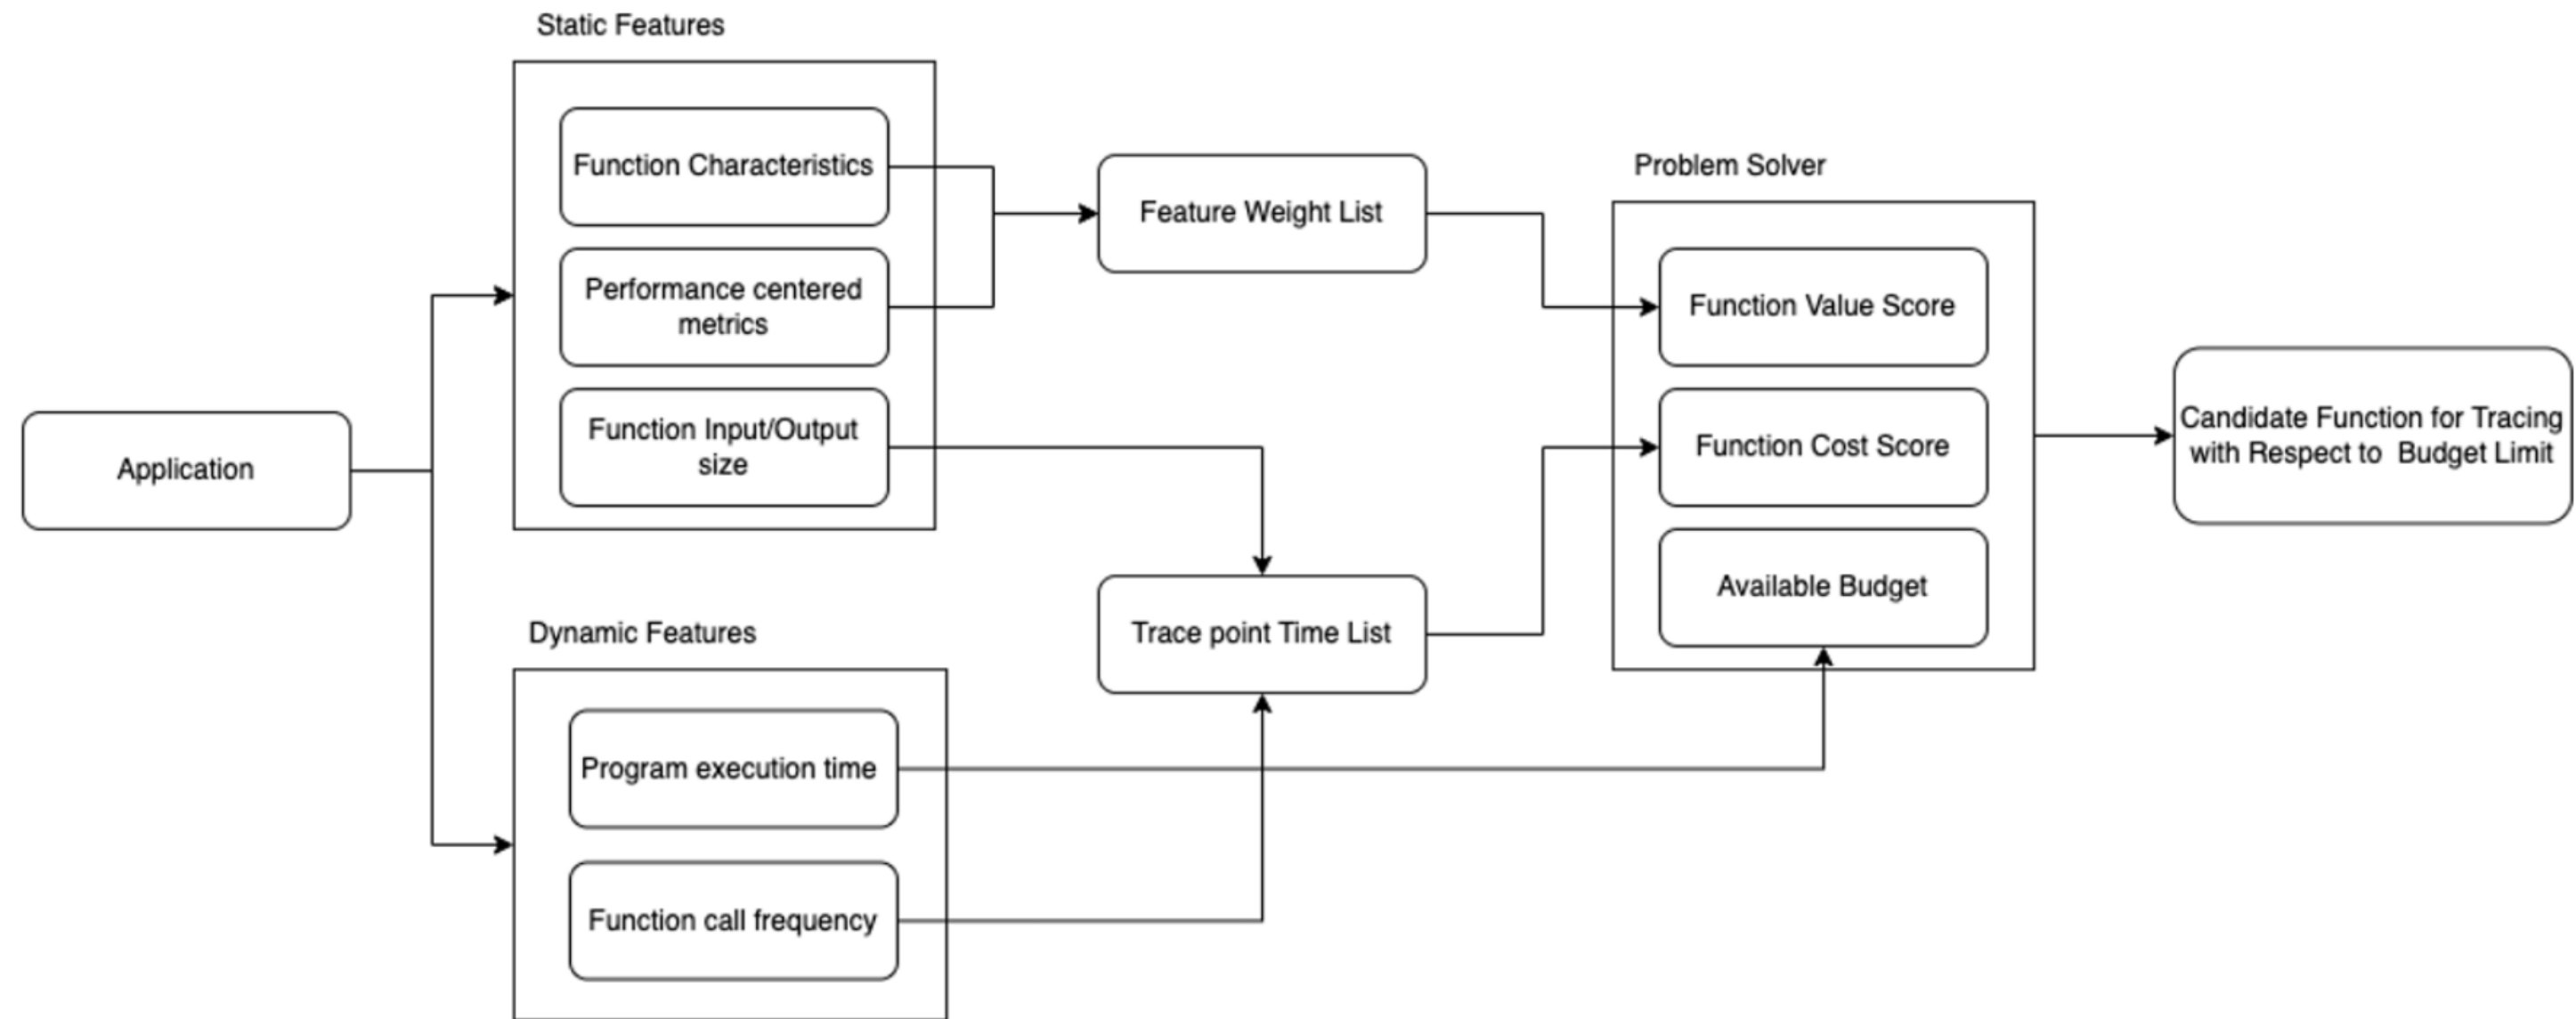 Static Features
Function Characteristics
Performance centered
metrics
Function Input/Output
size
Application
Dynamic Features
Program execution time
Function call frequency
Feature Weight List
Trace point Time List
Problem Solver
Function Value Score
Function Cost Score
Available Budget
Candidate Function for Tracing
with Respect to  Budget Limit